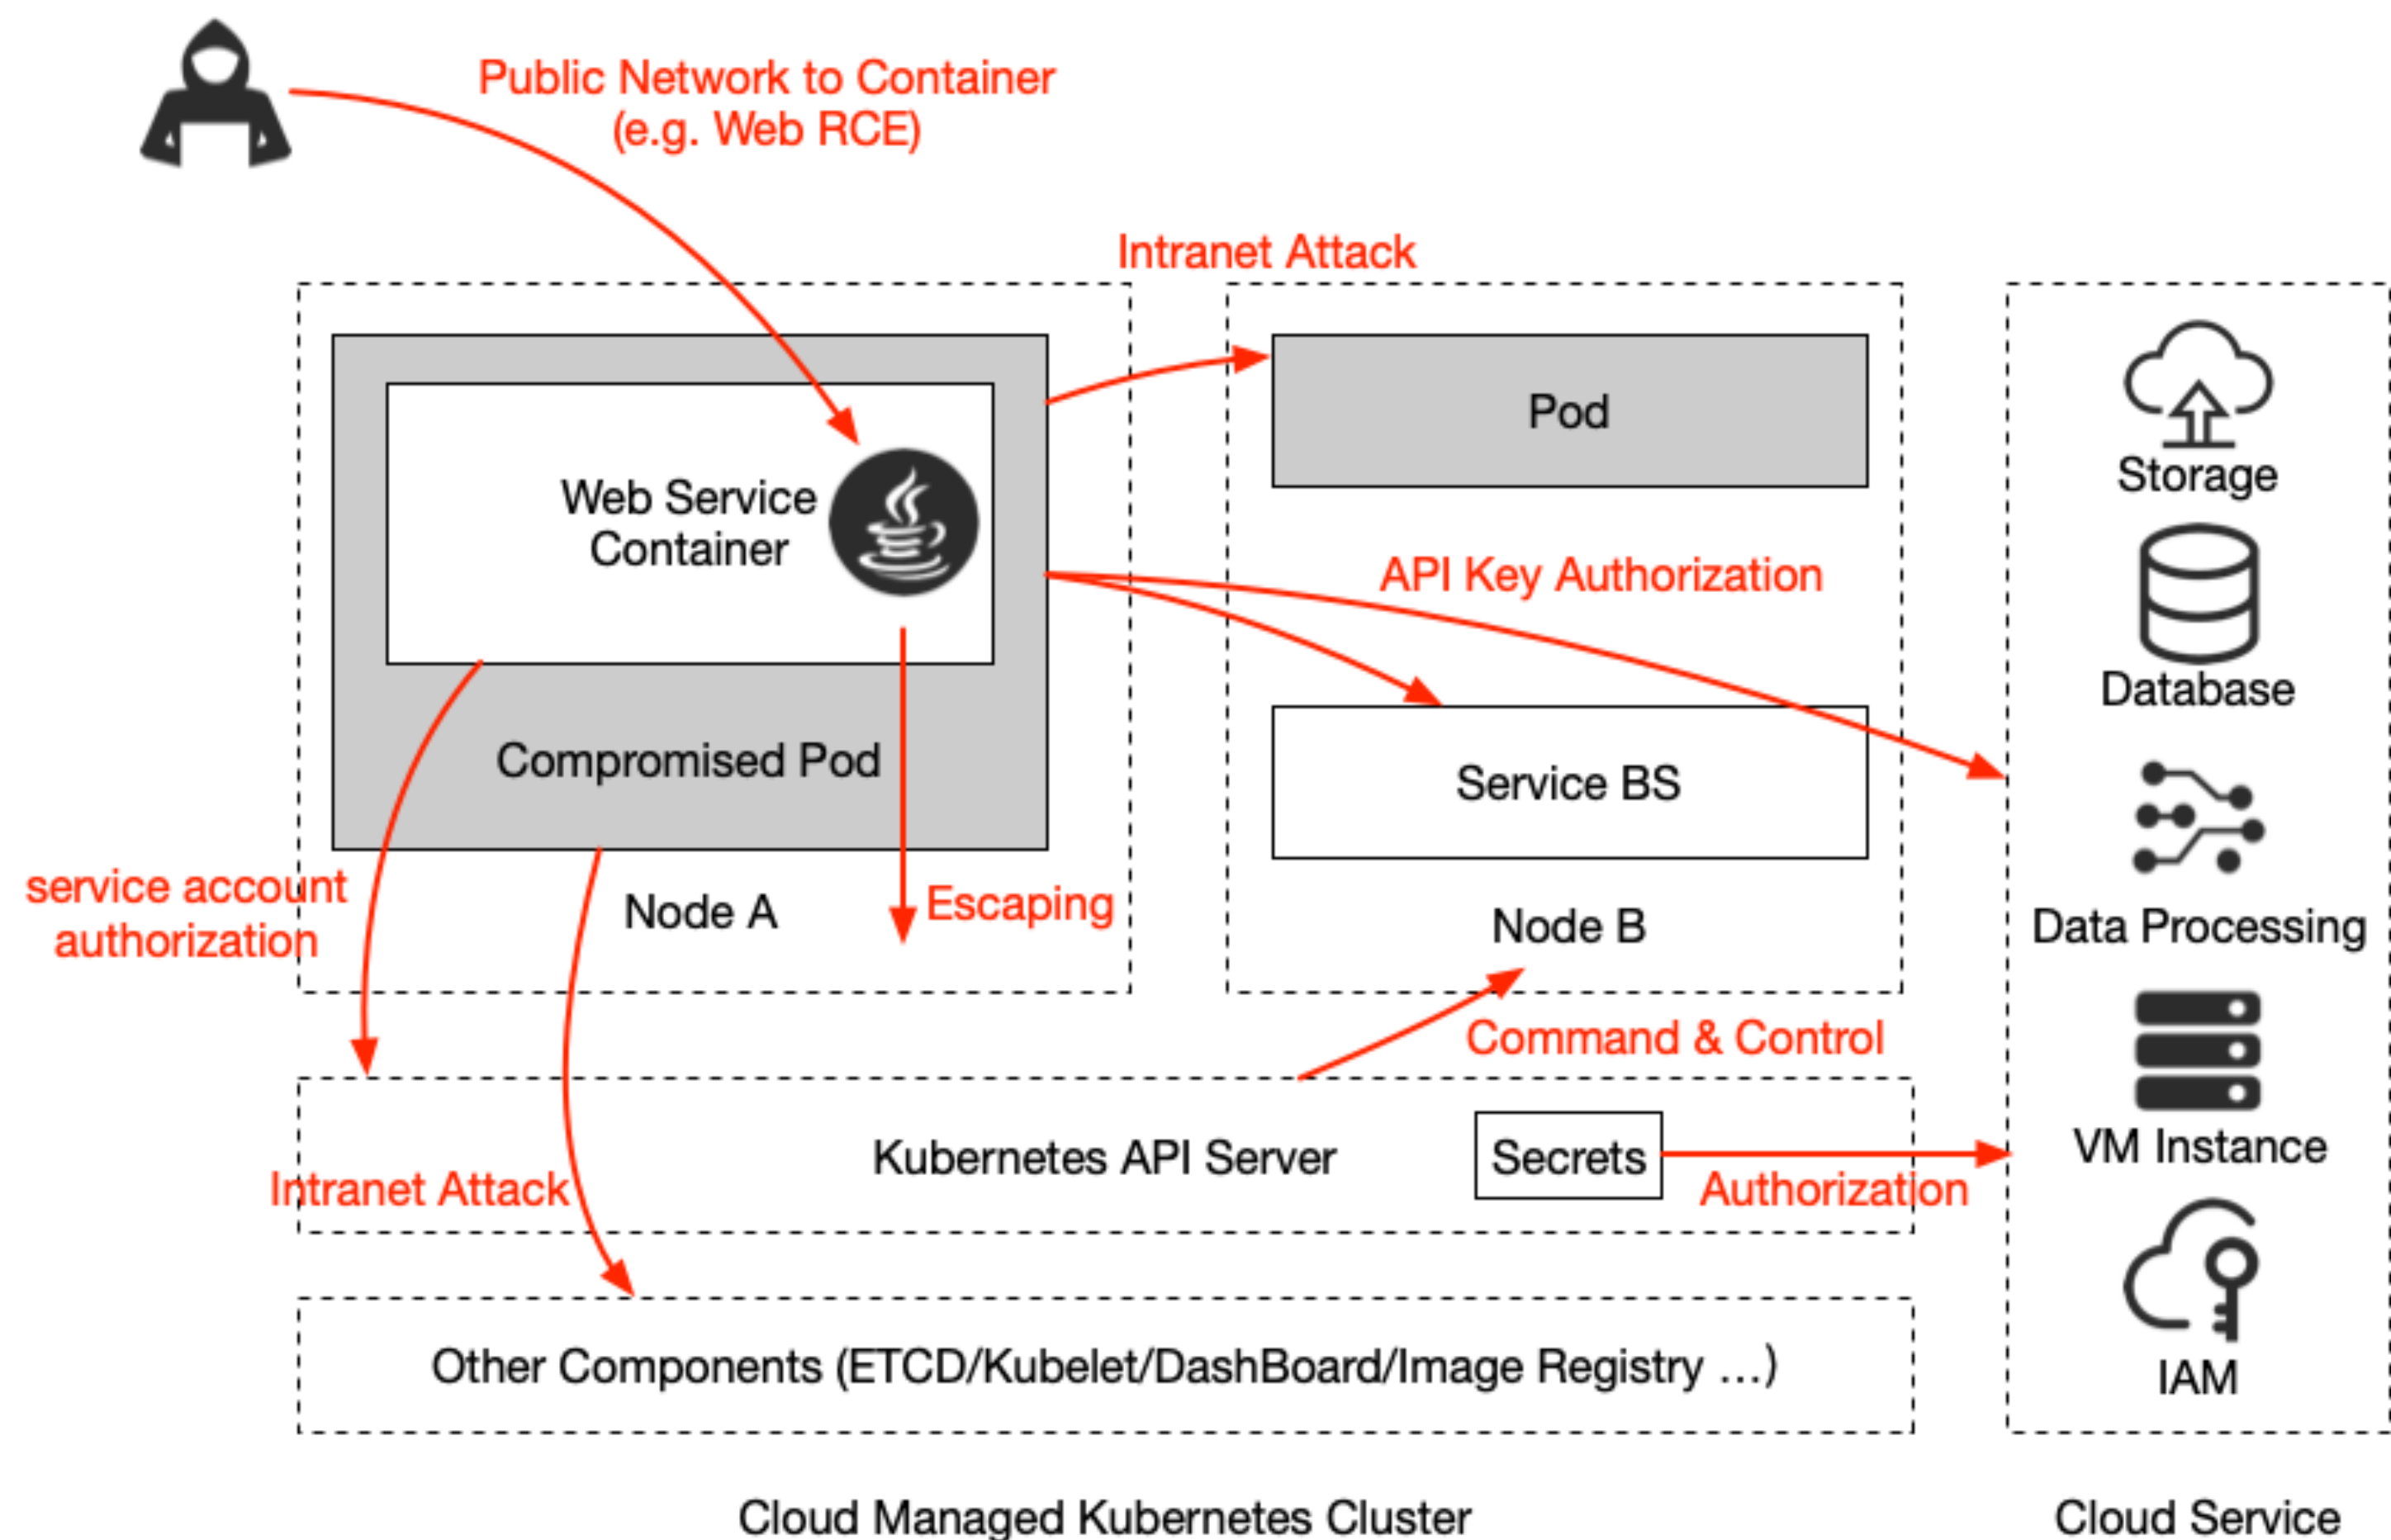 Public Network to Container
(e.g. Web RCE)
Intranet Attack
Web Service
Container
Compromised Pod
Node A
Escaping
service account
authorization
Pod
API Key Authorization
Service BS
Node B
Command & Control
Kubernetes API Server
Secrets
Authorization
Intranet Attack
Other Components (ETCD/Kubelet/DashBoard/Image Registry ...)
Cloud Managed Kubernetes Cluster
Storage
Database
Data Processing
VM Instance
IAM
Cloud Service